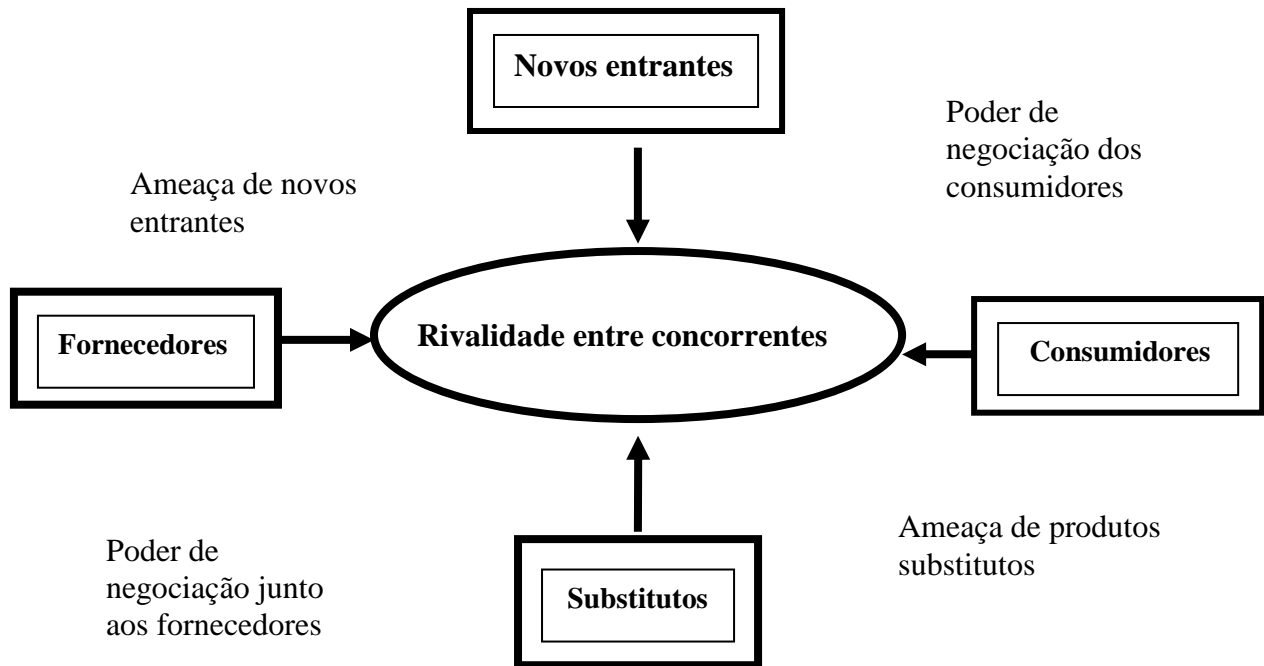 Novos entrantes
Poder de
negociação dos
consumidores
Ameaça de novos
entrantes
Fornecedores
Rivalidade entre concorrentes
Consumidores
Ameaça de produtos
substitutos
Poder de
negociação junto
aos fornecedores
Substitutos